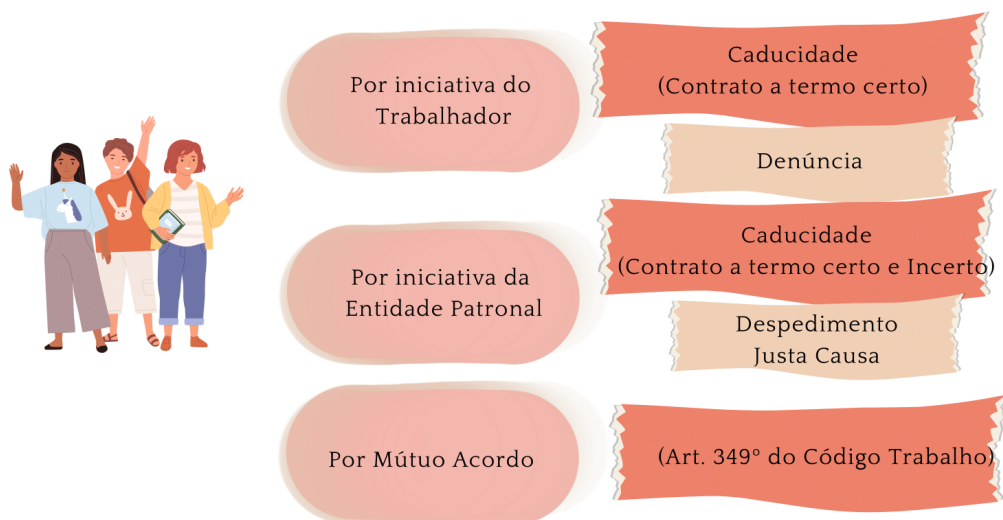 Por iniciativa do
Trabalhador
Caducidade
(Contrato a termo certo)
Denúncia
Por iniciativa da
Entidade Patronal
Caducidade
(Contrato a termo certo e Incerto)
Despedimento
Justa Causa
Por Mútuo Acordo
(Art. 349º do Código Trabalho)